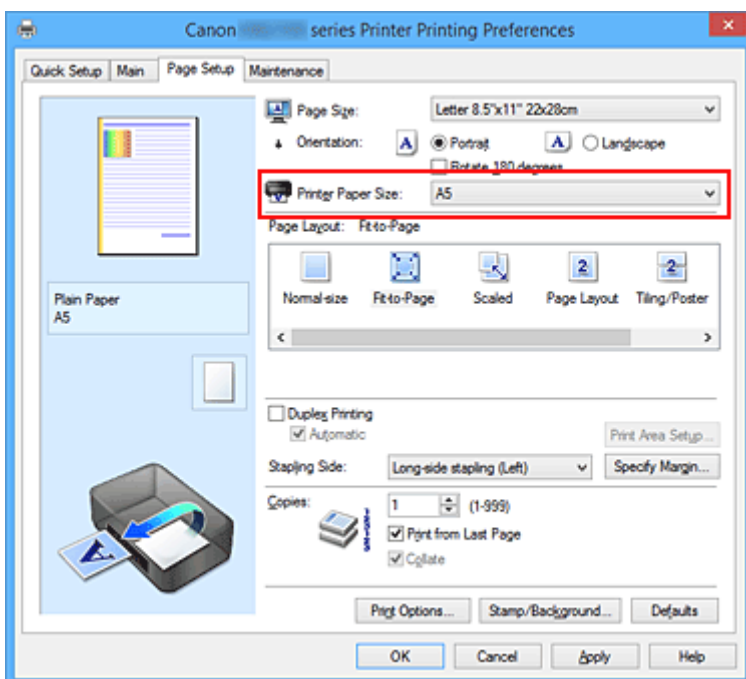 Canon series Printer Printing Preferences
Quick Setup Main Page Setup Maintenance
Page Size: Letter 8.5"x11" 22x28cm
Orientation: A Portrait A Landscape
Rotate 180 degrees
Printer Paper Size: A5
Page Layout: Fit-to-Page
2 2
Normal-size Fit-to-Page Scaled Page Layout Tiling/Poster
Plain Paper
A5
Duplex Printing
Automatic
Print Area Setup...
Stapling Side: Long-side stapling (Left) Specify Margin...
Copies: 1 (1-999)
Print from Last Page
Collate
A
Print Options... Stamp/Background... Defaults
OK Cancel Apply Help